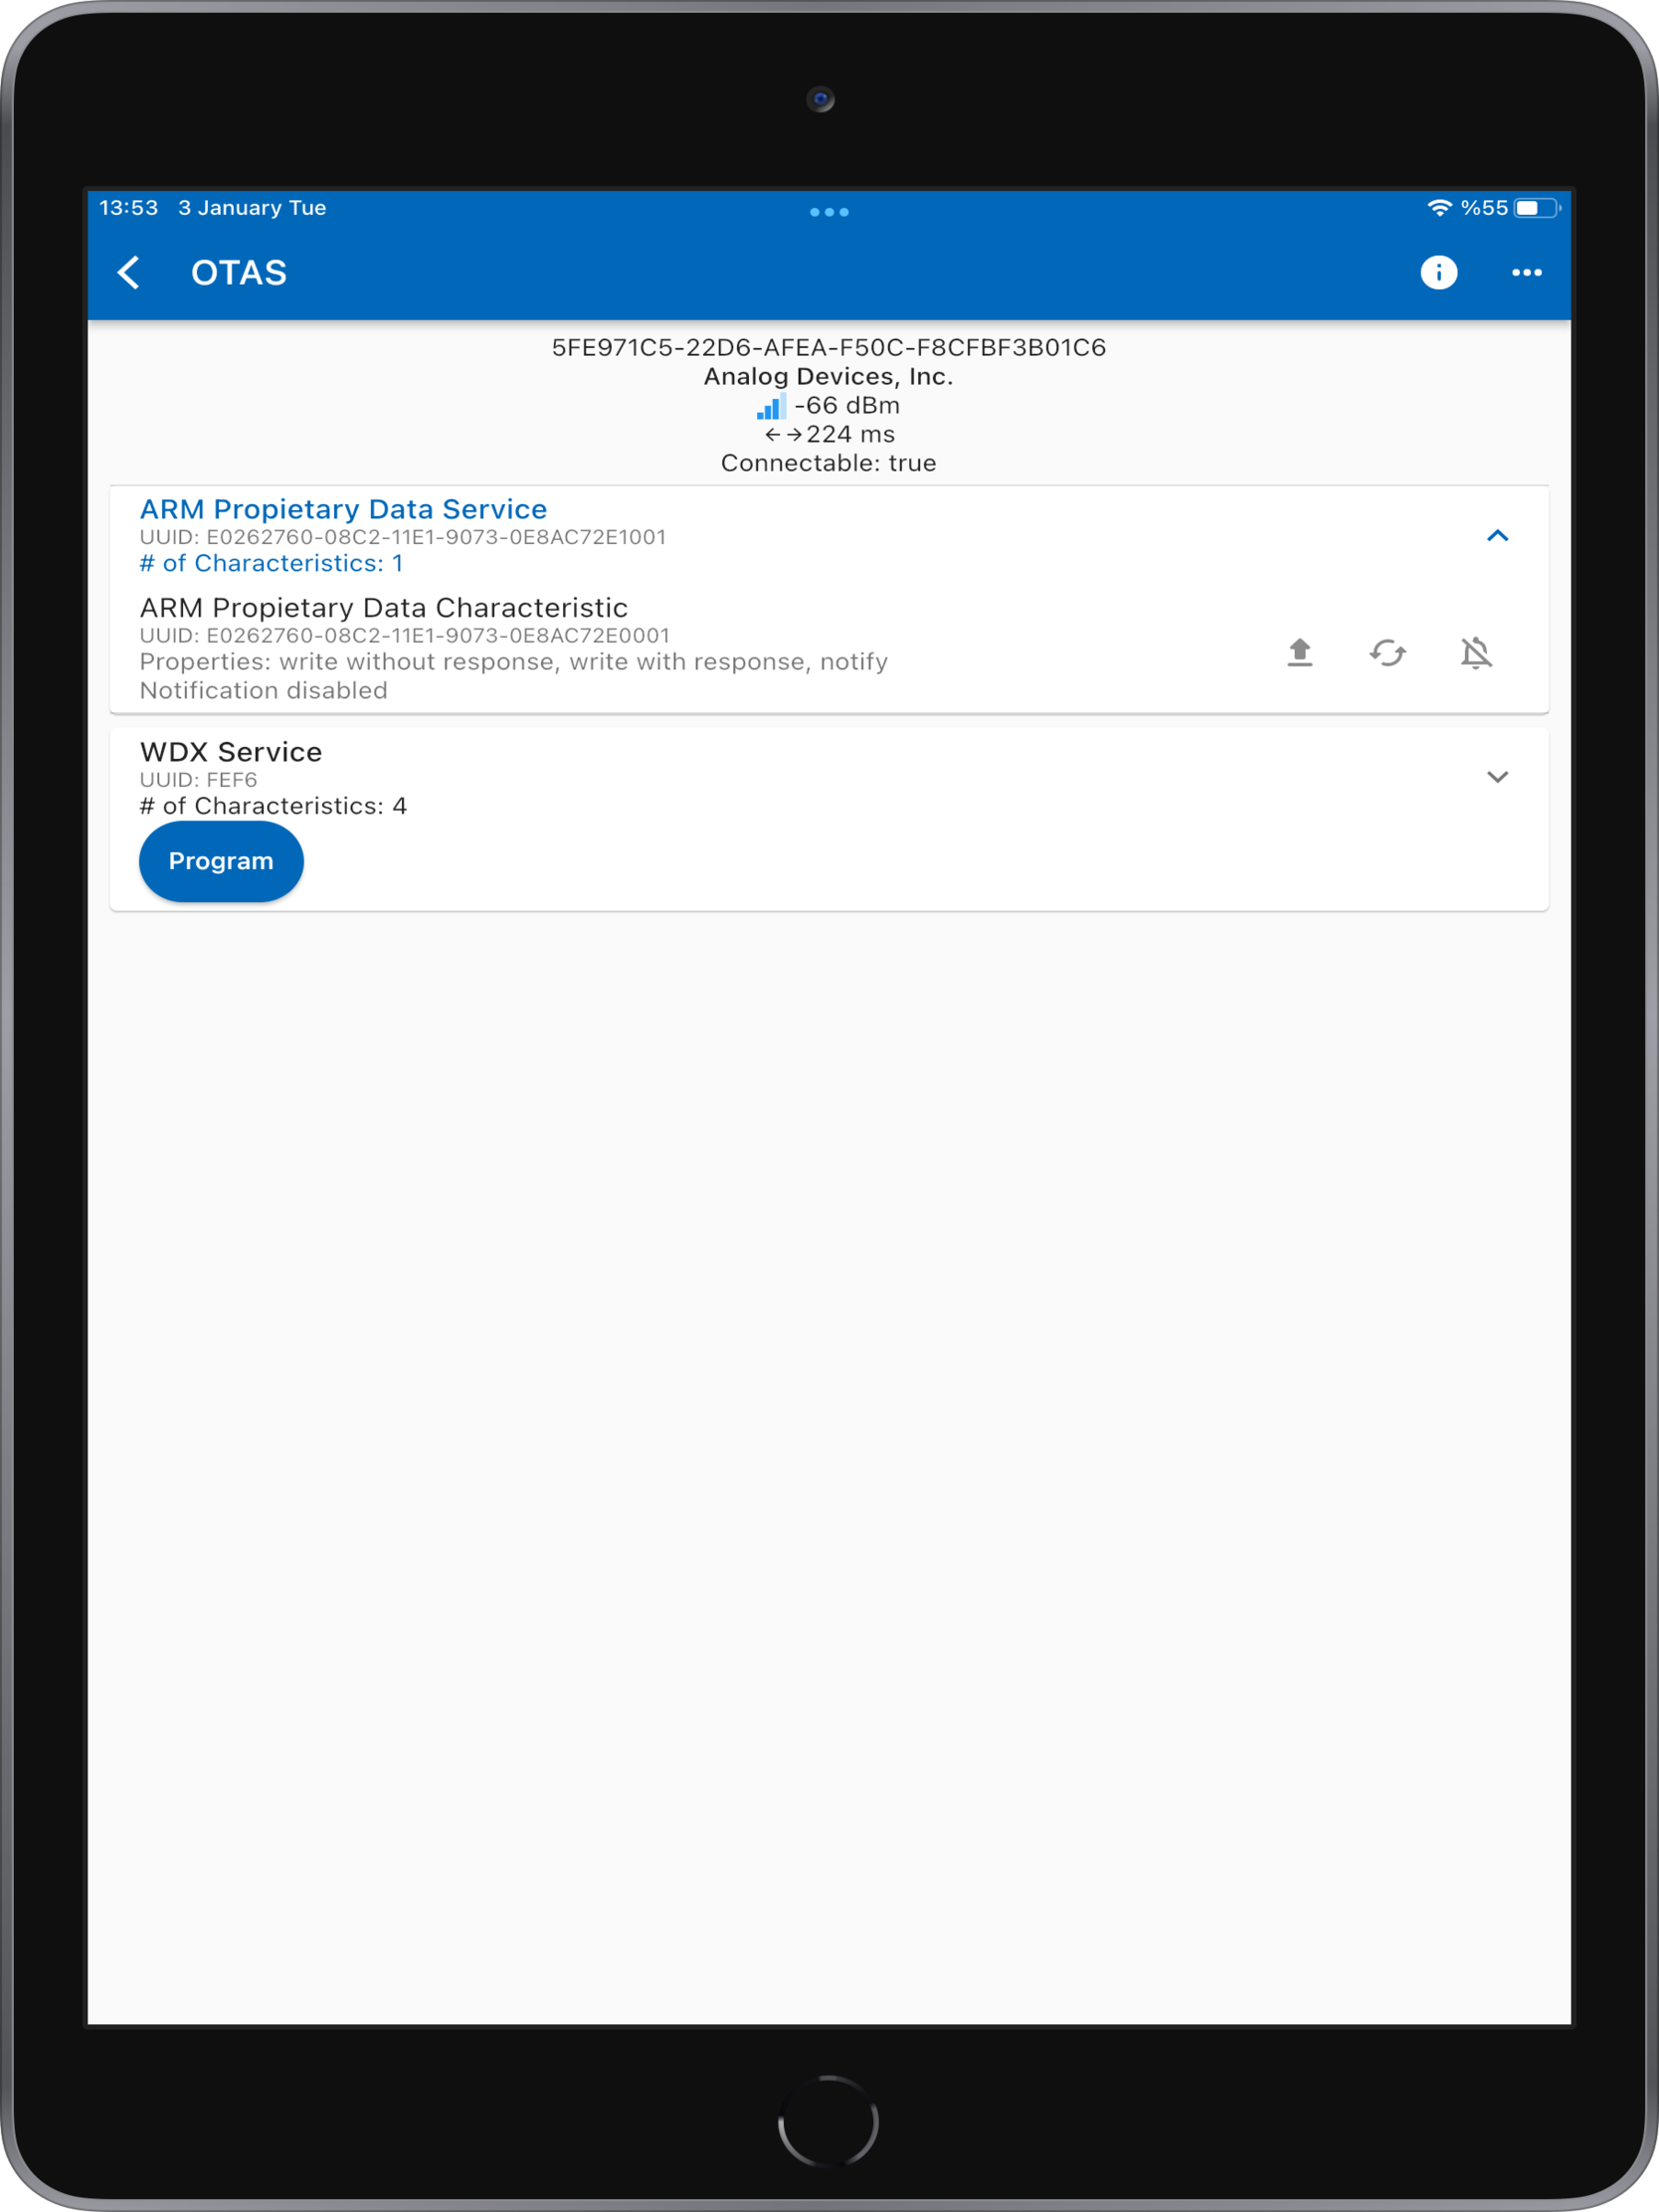 13:53 3 January Tue
%55
OTAS
5FE971C5-22D6-AFEA-F50C-F8CFBF3B01C6
Analog Devices, Inc.
-66 dBm
←→224 ms
Connectable: true
ARM Propietary Data Service
UUID: E0262760-08C2-11E1-9073-0E8AC72E1001
# of Characteristics: 1
ARM Propietary Data Characteristic
UUID: E0262760-08C2-11E1-9073-0E8AC72E0001
Properties: write without response, write with response, notify
Notification disabled
WDX Service
UUID: FEF6
# of Characteristics: 4
Program